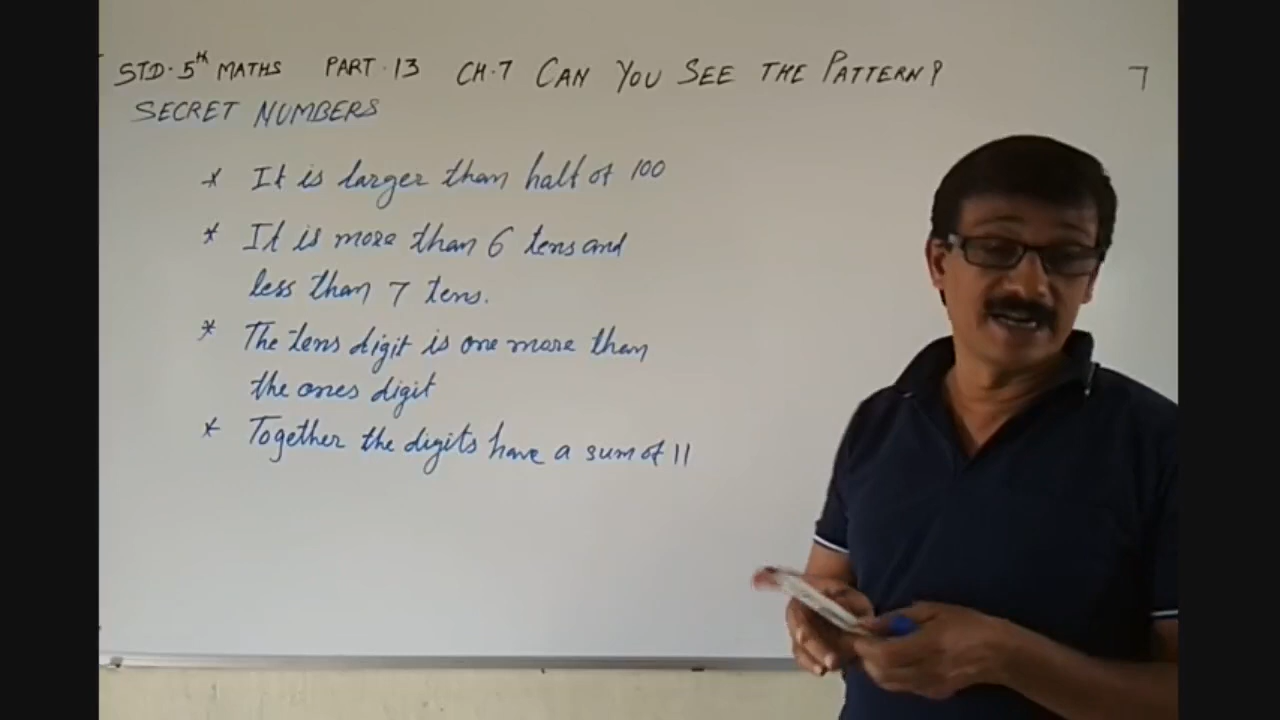 STD. 5th MATHS PART. 13 CH.7 CAN YOU SEE THE PATTERN? 7
SECRET NUMBERS
* It is larger than half of 100
* It is more than 6 tens and
less than 7 tens.
* The tens digit is one more than
the ones digit
* Together the digits have a sum of 11